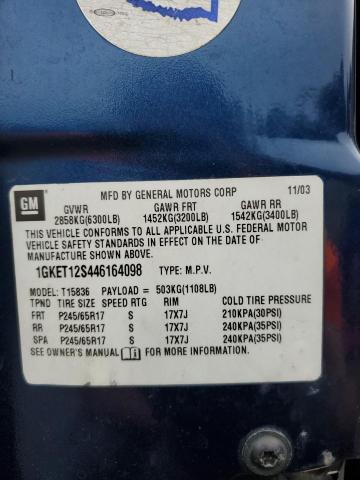 GM
MFD BY GENERAL MOTORS CORP 11/03
GVWR GAWR FRT GAWR RR
2858KG(6300LB) 1452KG(3200LB) 1542KG(3400LB)
THIS VEHICLE CONFORMS TO ALL APPLICABLE U.S. FEDERAL MOTOR
VEHICLE SAFETY STANDARDS IN EFFECT ON THE DATE OF
MANUFACTURE SHOWN ABOVE.
1GKET12S446164098 TYPE: M.P.V.
MODEL: T15836 PAYLOAD = 503KG(1108LB)
TPND TIRE SIZE SPEED RTG RIM COLD TIRE PRESSURE
FRT P245/65R17 S 17X7J 210KPA(30PSI)
RR P245/65R17 S 17X7J 240KPA(35PSI)
SPA P245/65R17 S 17X7J 240KPA(35PSI)
SEE OWNER'S MANUAL FOR MORE INFORMATION